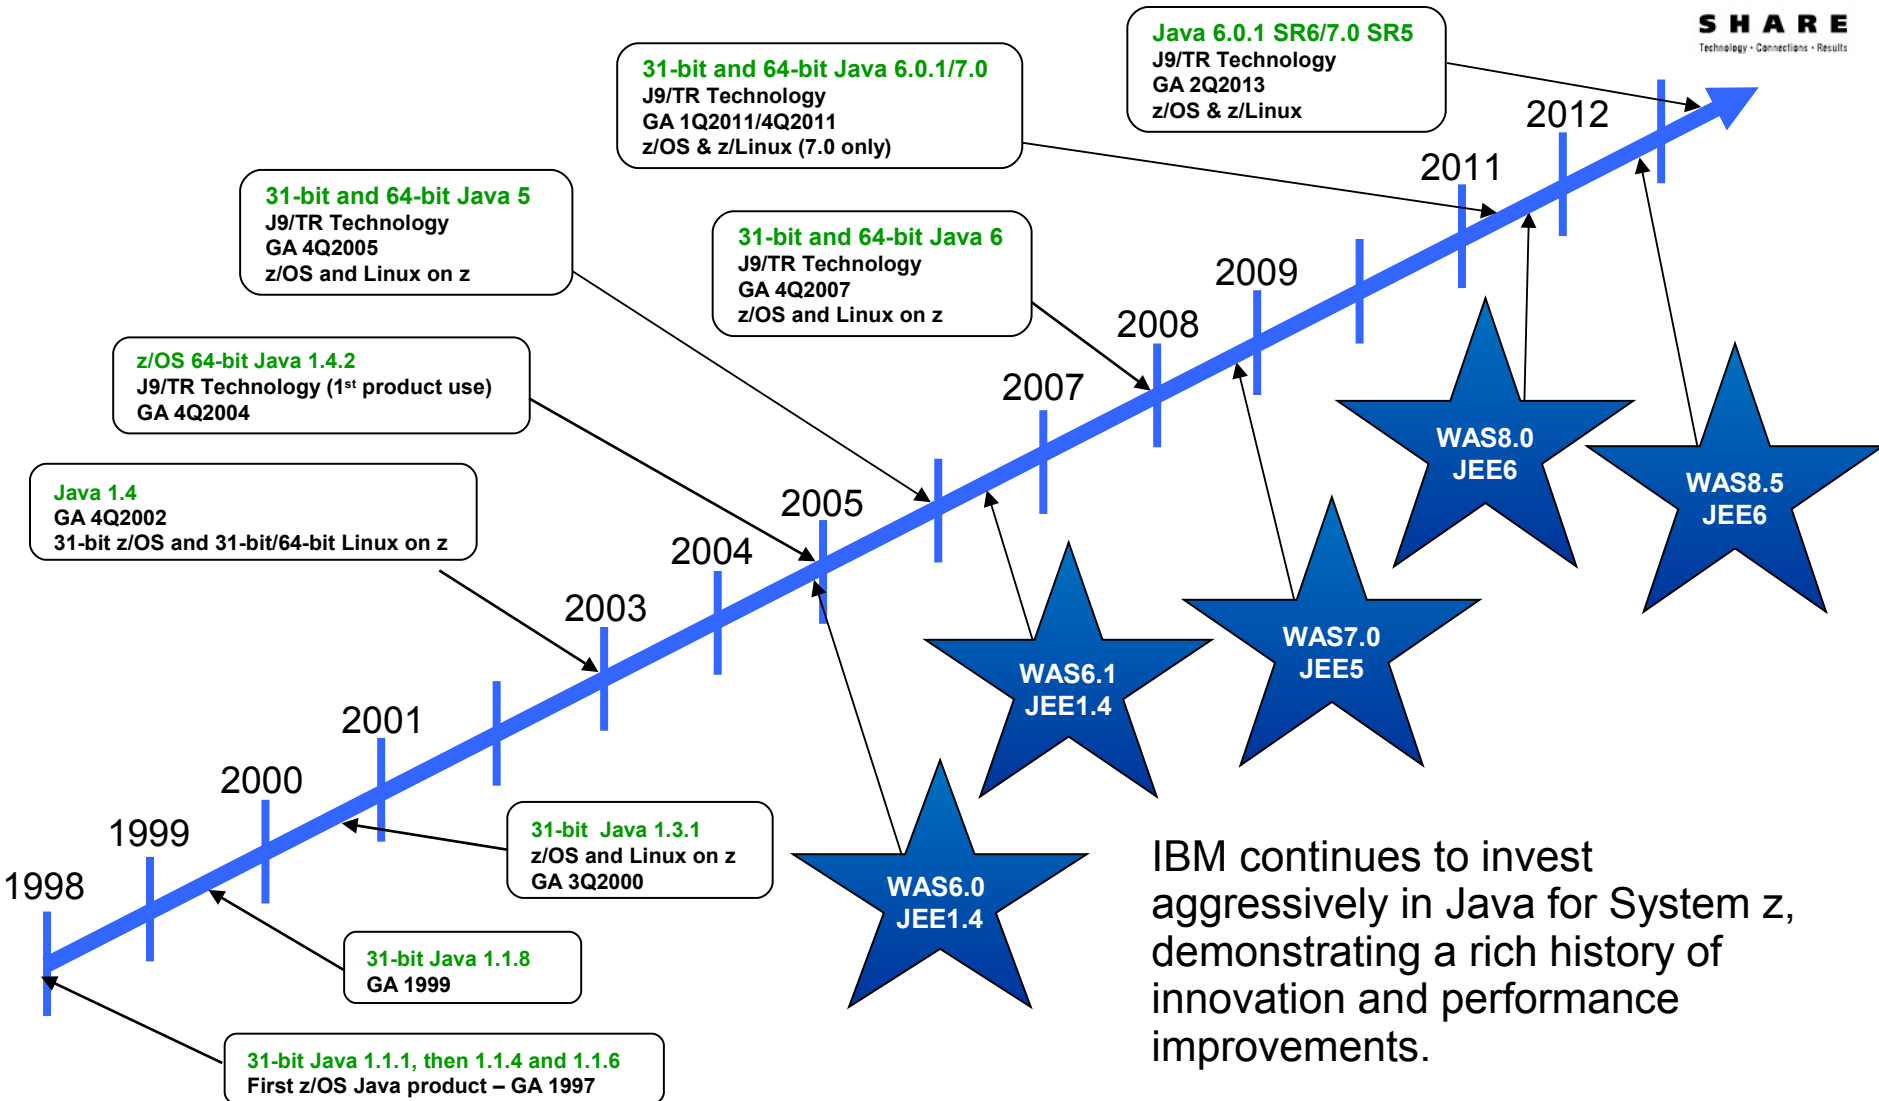 S H A R E
Technology · Connections · Results
Java 6.0.1 SR6/7.0 SR5
J9/TR Technology
GA 2Q2013
z/OS & z/Linux
31-bit and 64-bit Java 6.0.1/7.0
J9/TR Technology
GA 1Q2011/4Q2011
z/OS & z/Linux (7.0 only)
31-bit and 64-bit Java 5
J9/TR Technology
GA 4Q2005
z/OS and Linux on z
31-bit and 64-bit Java 6
J9/TR Technology
GA 4Q2007
z/OS and Linux on z
z/OS 64-bit Java 1.4.2
J9/TR Technology (1st product use)
GA 4Q2004
Java 1.4
GA 4Q2002
31-bit z/OS and 31-bit/64-bit Linux on z
2012
2011
2009
2008
2007
2005
2004
2003
2001
2000
1999
1998
31-bit  Java 1.3.1
z/OS and Linux on z
GA 3Q2000
31-bit Java 1.1.8
GA 1999
31-bit Java 1.1.1, then 1.1.4 and 1.1.6
First z/OS Java product – GA 1997
WAS6.0
JEE1.4
WAS6.1
JEE1.4
WAS7.0
JEE5
WAS8.0
JEE6
WAS8.5
JEE6
IBM continues to invest
aggressively in Java for System z,
demonstrating a rich history of
innovation and performance
improvements.